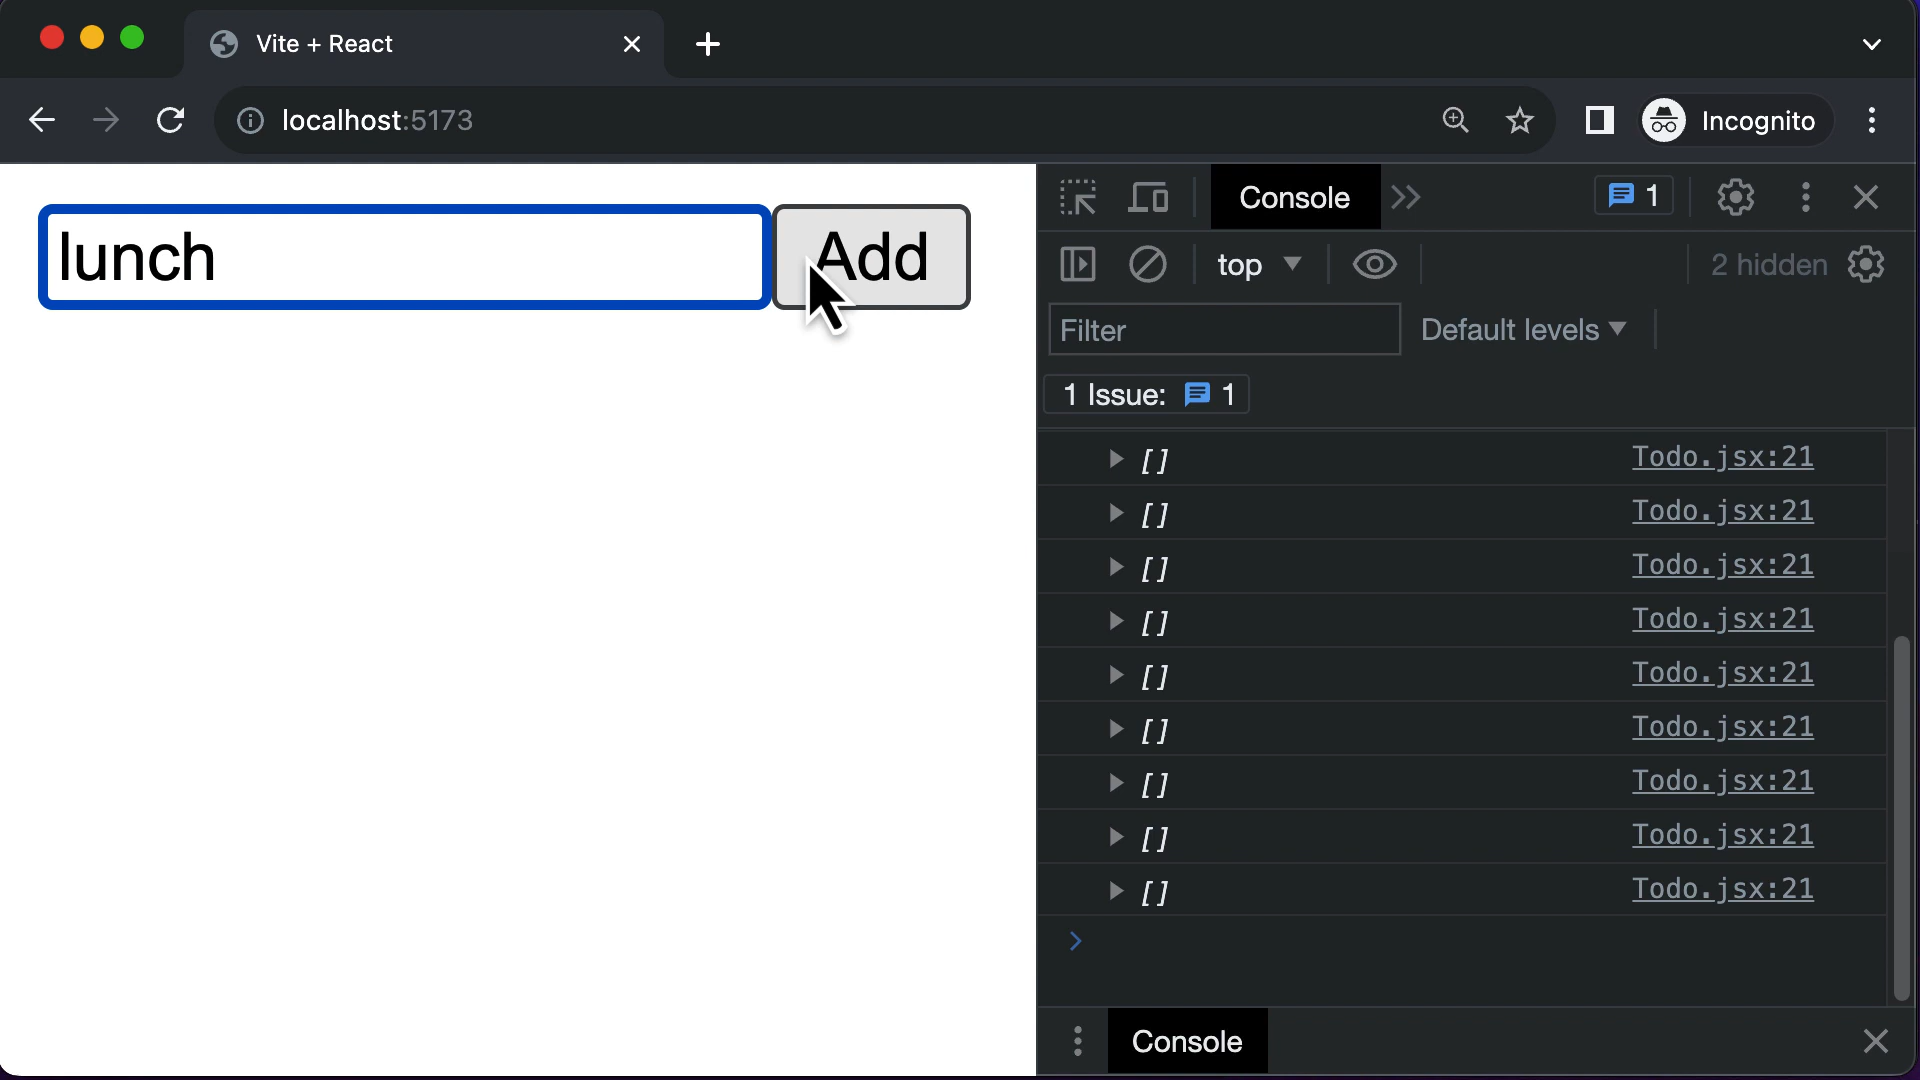 Vite + React
localhost:5173
Incognito
lunch
Add
Console
1
top
2 hidden
Filter
Default levels
1 Issue: 1
[] Todo.jsx:21
[] Todo.jsx:21
[] Todo.jsx:21
[] Todo.jsx:21
[] Todo.jsx:21
[] Todo.jsx:21
[] Todo.jsx:21
[] Todo.jsx:21
[] Todo.jsx:21
Console